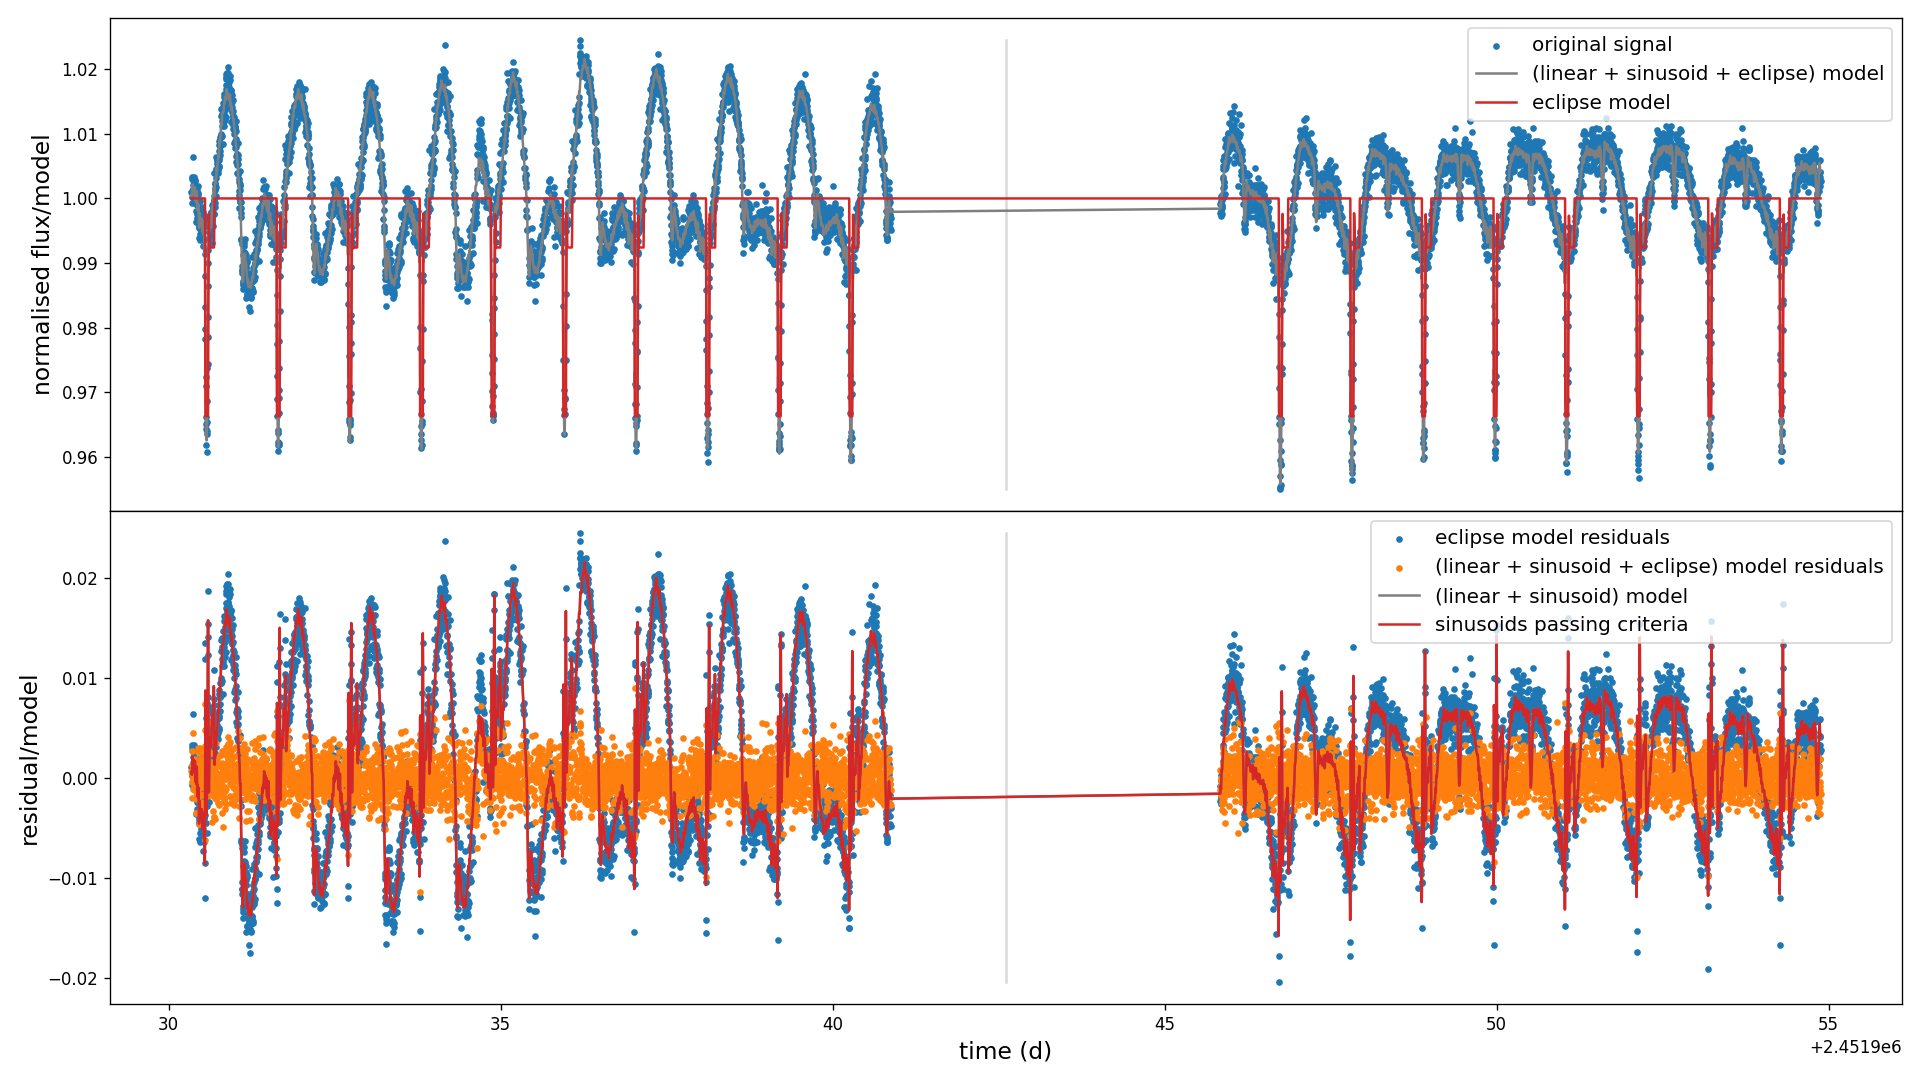 original signal
(linear + sinusoid + eclipse) model
eclipse model
normalised flux/model
1.02
1.01
1.00
0.99
0.98
0.97
0.96
eclipse model residuals
(linear + sinusoid + eclipse) model residuals
(linear + sinusoid) model
sinusoids passing criteria
residual/model
0.02
0.01
0.00
−0.01
−0.02
30 35 40 45 50 55
time (d)
+2.4519e6